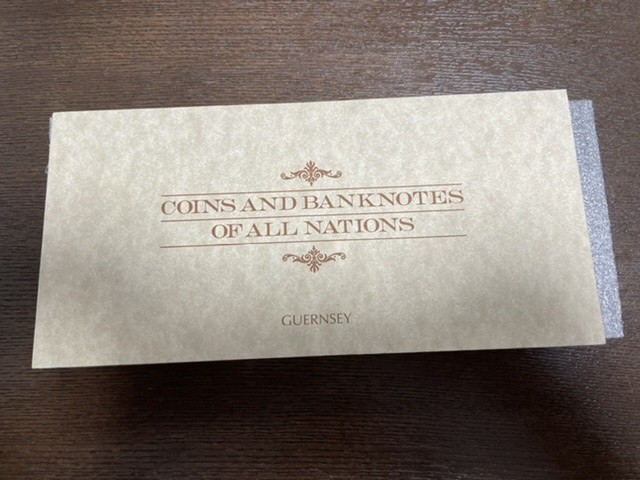 COINS AND BANKNOTES
OF ALL NATIONS
GUERNSEY